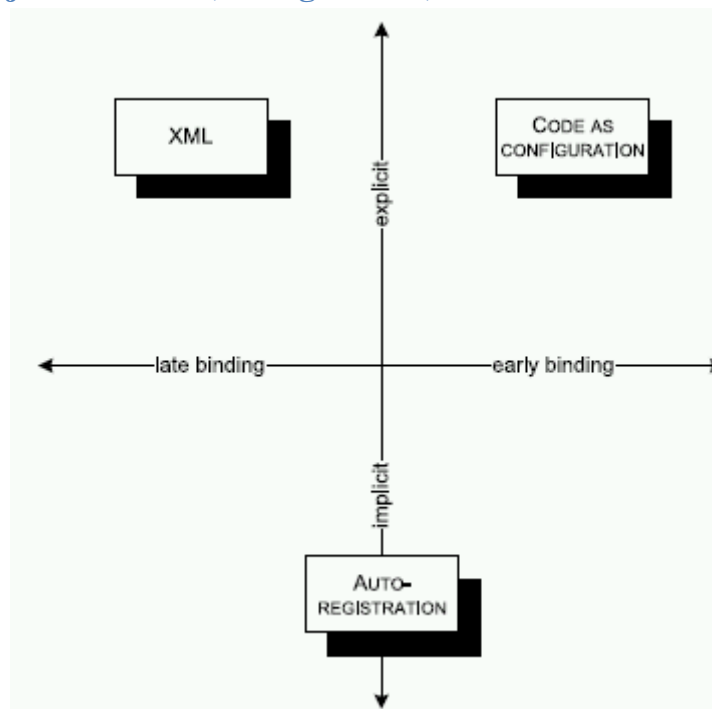 XML
CODE AS
CONFIGURATION
explicit
late binding
early binding
implicit
AUTO-
REGISTRATION